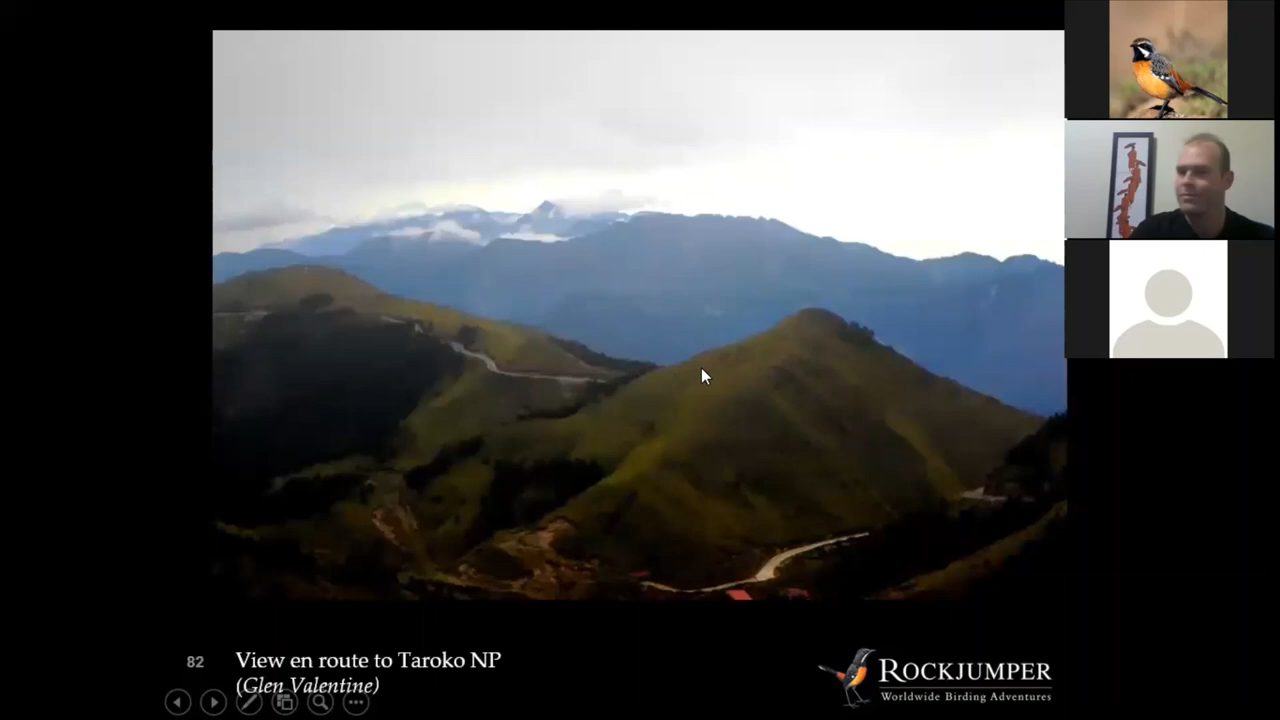 82
View en route to Taroko NP
(Glen Valentine)
ROCKJUMPER
Worldwide Birding Adventures